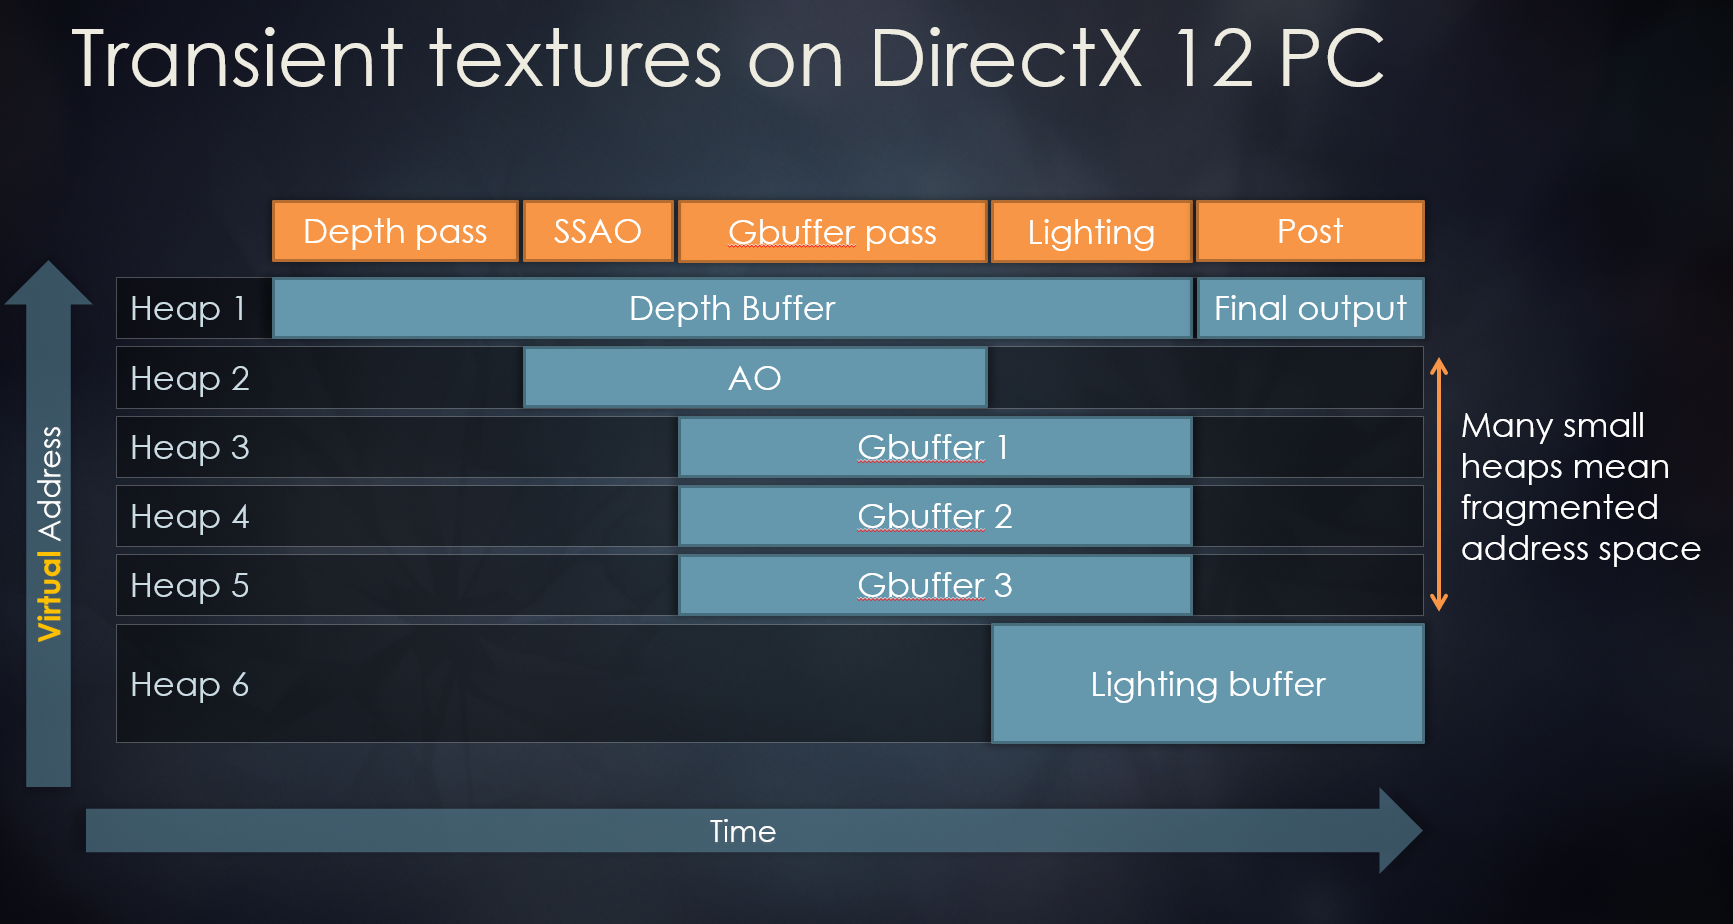 Transient textures on DirectX 12 PC
Depth pass
SSAO
Gbuffer pass
Lighting
Post
Heap 1
Depth Buffer
Final output
Heap 2
AO
Heap 3
Gbuffer 1
Heap 4
Gbuffer 2
Heap 5
Gbuffer 3
Heap 6
Lighting buffer
Many small
heaps mean
fragmented
address space
Virtual Address
Time